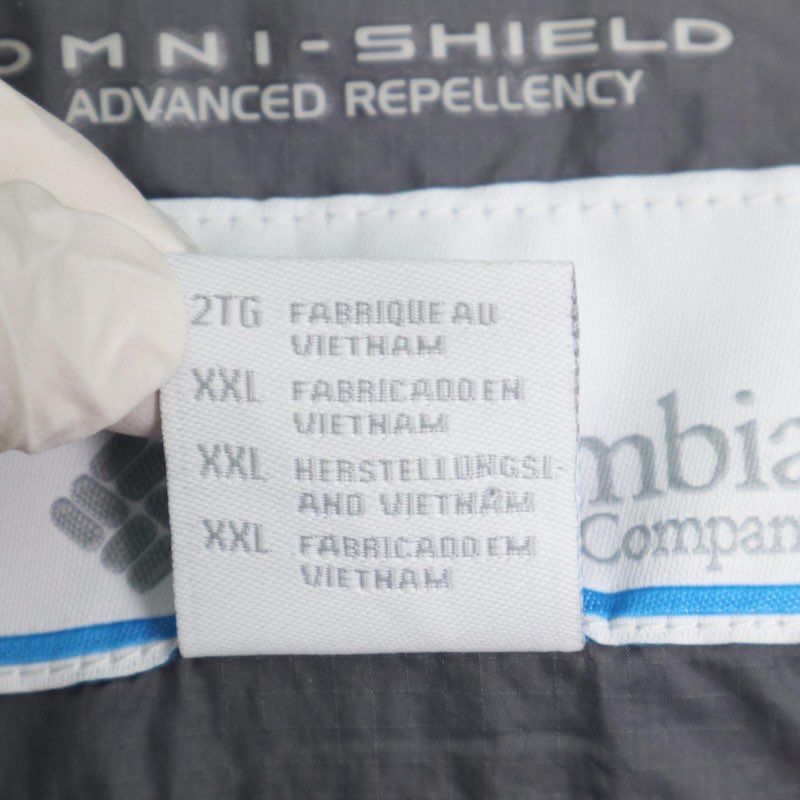 OMNI-SHIELD
ADVANCED REPELLENCY
2TG FABRIQUE AU
VIETNAM
XXL FABRICADO EN
VIETNAM
XXL HERSTELLUNGSL-
AND VIETNAM
XXL FABRICADO EM
VIETNAM
mbia
Compan